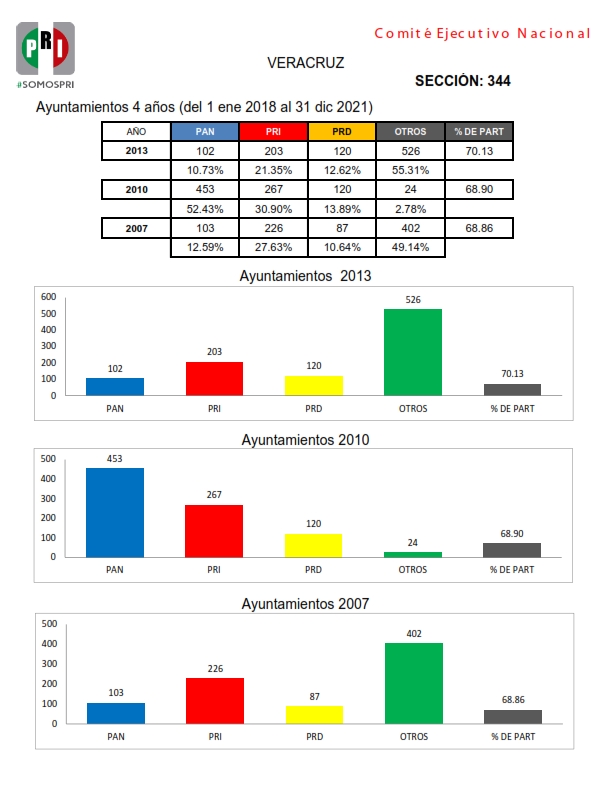 Comité Ejecutivo Nacional
PRI
#SOMOSPRI
VERACRUZ
SECCIÓN: 344
Ayuntamientos 4 años (del 1 ene 2018 al 31 dic 2021)
AÑO PAN PRI PRD OTROS % DE PART
2013 102 203 120 526 70.13
10.73% 21.35% 12.62% 55.31%
2010 453 267 120 24 68.90
52.43% 30.90% 13.89% 2.78%
2007 103 226 87 402 68.86
12.59% 27.63% 10.64% 49.14%
Ayuntamientos 2013
600
500
400
300
200
100
0
102 203 120 526 70.13
PAN PRI PRD OTROS % DE PART
Ayuntamientos 2010
500
400
300
200
100
0
453 267 120 24 68.90
PAN PRI PRD OTROS % DE PART
Ayuntamientos 2007
500
400
300
200
100
0
103 226 87 402 68.86
PAN PRI PRD OTROS % DE PART